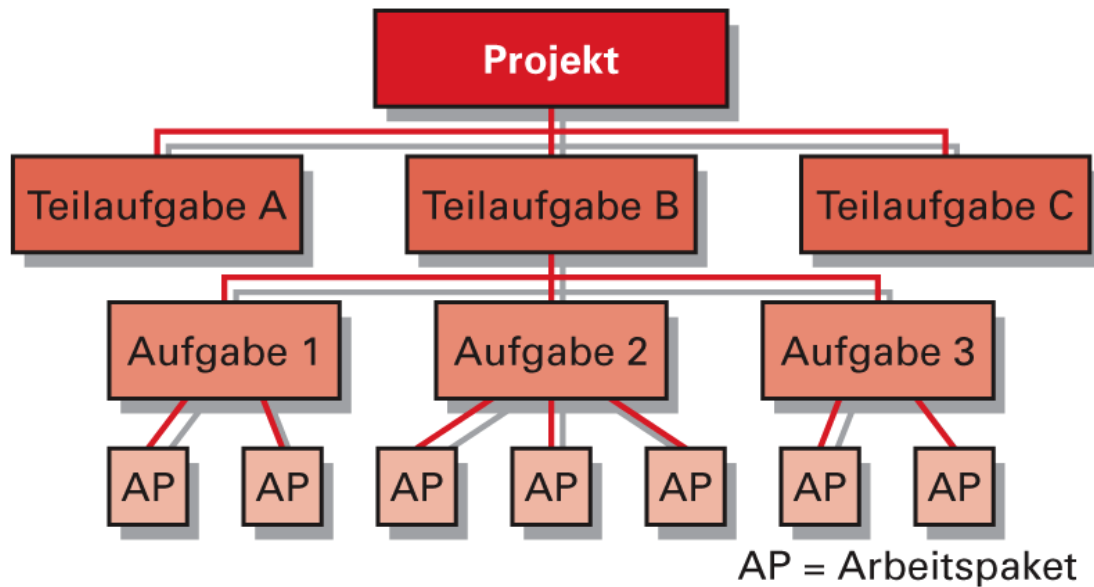 Projekt
Teilaufgabe A
Teilaufgabe B
Teilaufgabe C
Aufgabe 1
Aufgabe 2
Aufgabe 3
AP
AP
AP
AP
AP
AP
AP
AP = Arbeitspaket